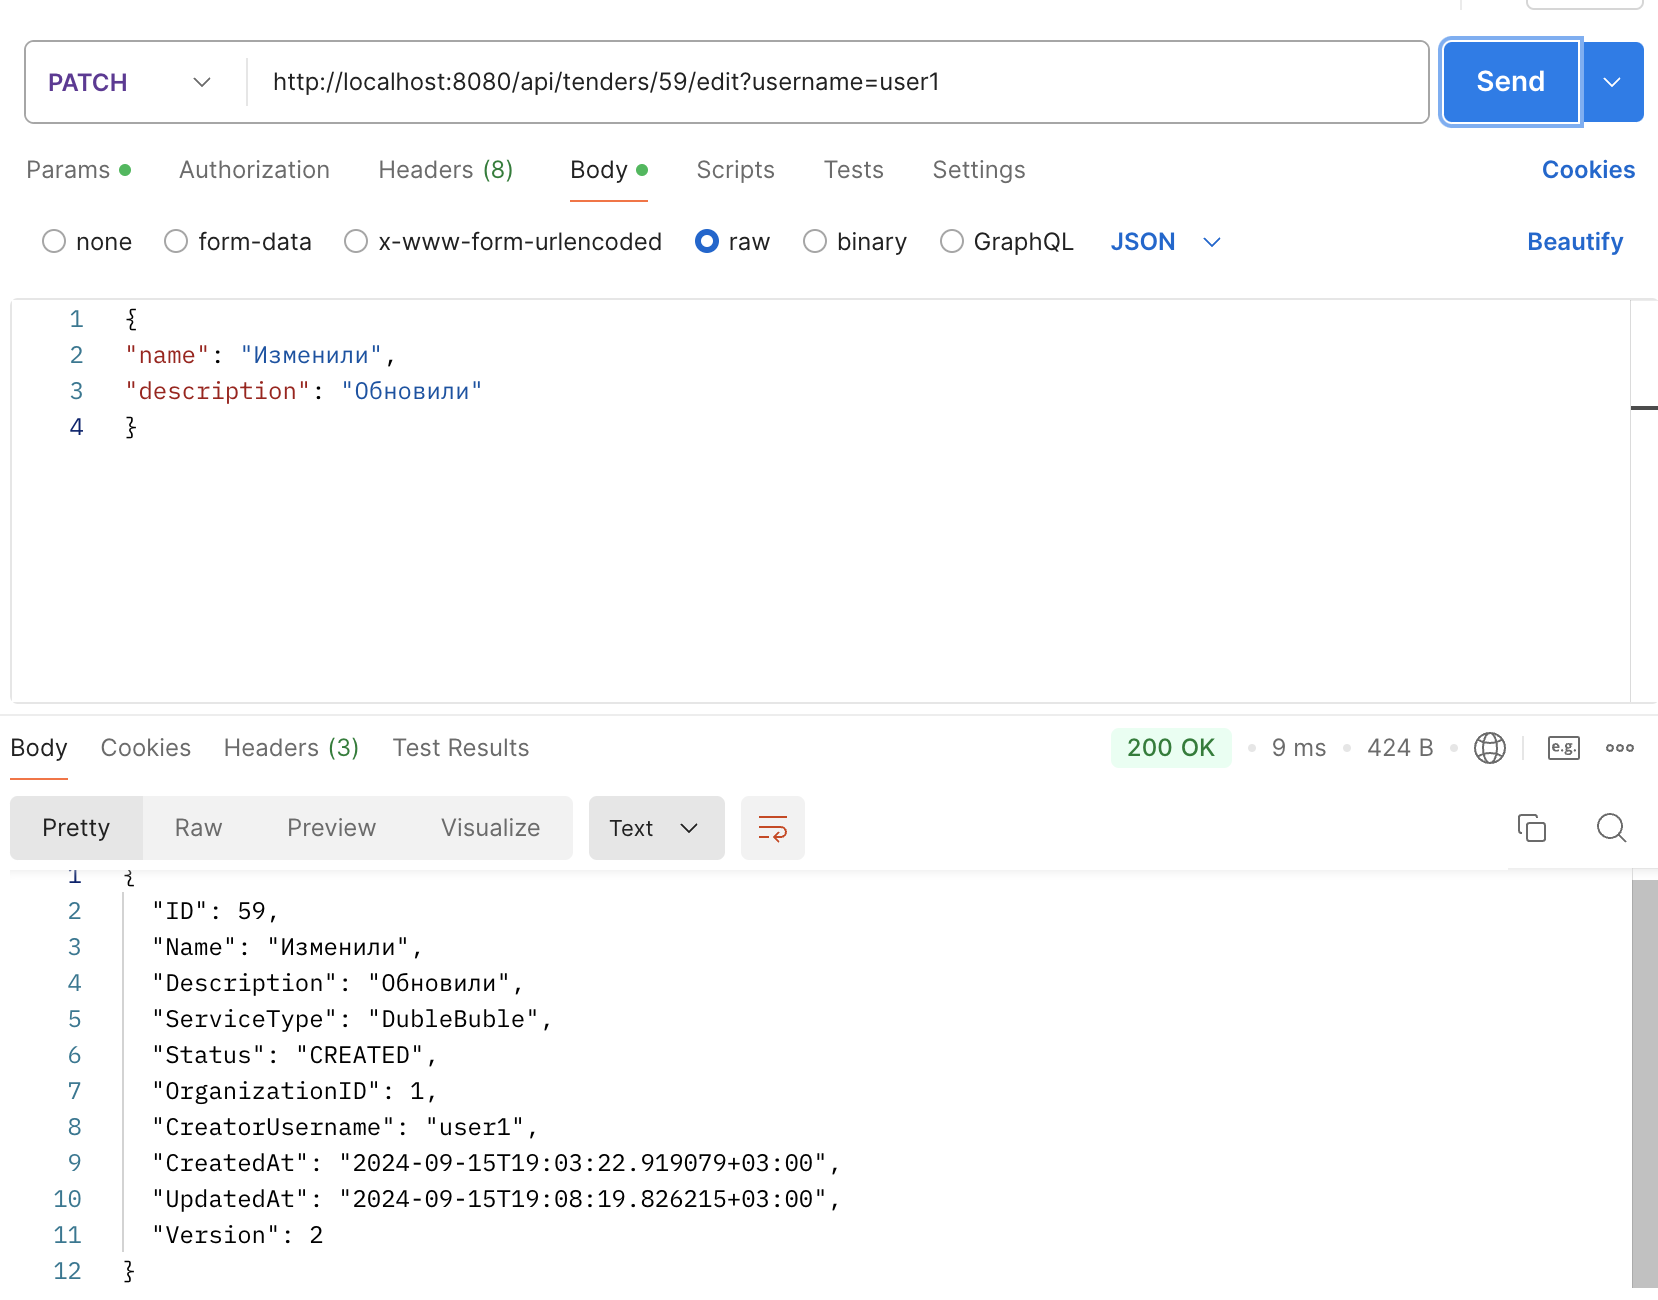 PATCH http://localhost:8080/api/tenders/59/edit?username=user1 Send
Params Authorization Headers (8) Body Scripts Tests Settings Cookies
none form-data x-www-form-urlencoded raw binary GraphQL JSON Beautify
1 {
2 "name": "Изменили",
3 "description": "Обновили"
4 }
Body Cookies Headers (3) Test Results 200 OK 9 ms 424 B e.g.
Pretty Raw Preview Visualize Text
1 {
2 "ID": 59,
3 "Name": "Изменили",
4 "Description": "Обновили",
5 "ServiceType": "DubleBuble",
6 "Status": "CREATED",
7 "OrganizationID": 1,
8 "CreatorUsername": "user1",
9 "CreatedAt": "2024-09-15T19:03:22.919079+03:00",
10 "UpdatedAt": "2024-09-15T19:08:19.826215+03:00",
11 "Version": 2
12 }